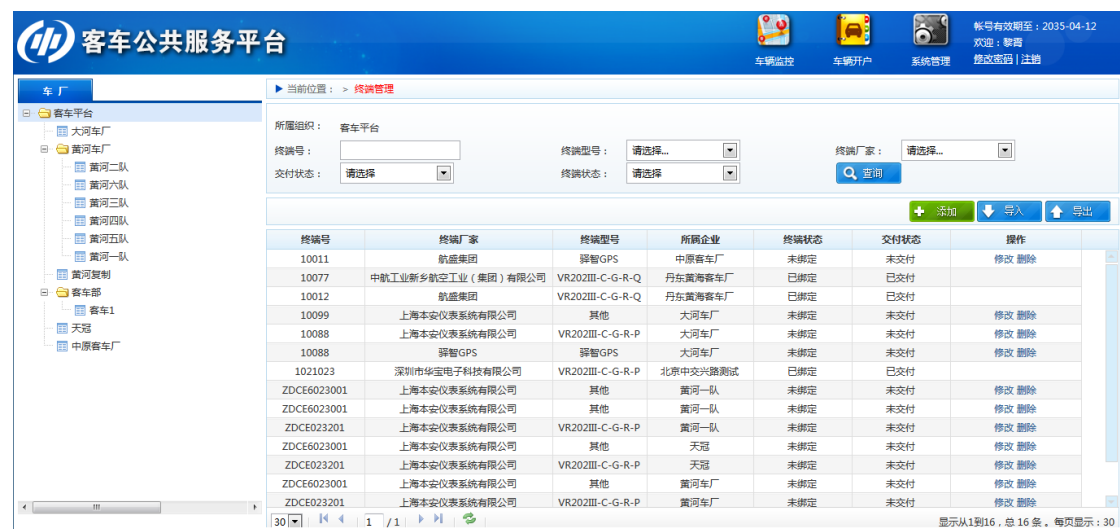 客车公共服务平台
车辆监控 车辆开户 系统管理
帐号有效期至：2035-04-12
欢迎：黎霄
修改密码 | 注销
车 厂
当前位置： > 终端管理
客车平台
大河车厂
黄河车厂
黄河二队
黄河六队
黄河三队
黄河四队
黄河五队
黄河一队
黄河复制
客车部
客车1
天冠
中原客车厂
所属组织： 客车平台
终端号： 终端型号： 请选择... 终端厂家： 请选择...
交付状态： 请选择 终端状态： 请选择 查询
添加 导入 导出
终端号 终端厂家 终端型号 所属企业 终端状态 交付状态 操作
10011 航盛集团 驿智GPS 中原客车厂 未绑定 未交付 修改 删除
10077 中航工业新乡航空工业（集团）有限公司 VR202III-C-G-R-Q 丹东黄海客车厂 已绑定 已交付
10012 航盛集团 VR202III-C-G-R-Q 丹东黄海客车厂 已绑定 已交付
10099 上海本安仪表系统有限公司 其他 大河车厂 未绑定 未交付 修改 删除
10088 上海本安仪表系统有限公司 VR202III-C-G-R-P 大河车厂 未绑定 未交付 修改 删除
10088 驿智GPS 驿智GPS 大河车厂 未绑定 未交付 修改 删除
1021023 深圳市华宝电子科技有限公司 VR202III-C-G-R-P 北京中交兴路测试 已绑定 已交付
ZDCE6023001 上海本安仪表系统有限公司 其他 黄河一队 未绑定 未交付 修改 删除
ZDCE6023001 上海本安仪表系统有限公司 其他 黄河一队 未绑定 未交付 修改 删除
ZDCE023201 上海本安仪表系统有限公司 VR202III-C-G-R-P 黄河一队 未绑定 未交付 修改 删除
ZDCE6023001 上海本安仪表系统有限公司 其他 天冠 未绑定 未交付 修改 删除
ZDCE023201 上海本安仪表系统有限公司 VR202III-C-G-R-P 天冠 未绑定 未交付 修改 删除
ZDCE6023001 上海本安仪表系统有限公司 其他 黄河车厂 未绑定 未交付 修改 删除
ZDCE023201 上海本安仪表系统有限公司 VR202III-C-G-R-P 黄河车厂 未绑定 未交付 修改 删除
30 1 / 1 显示从1到16，总 16 条 。每页显示：30